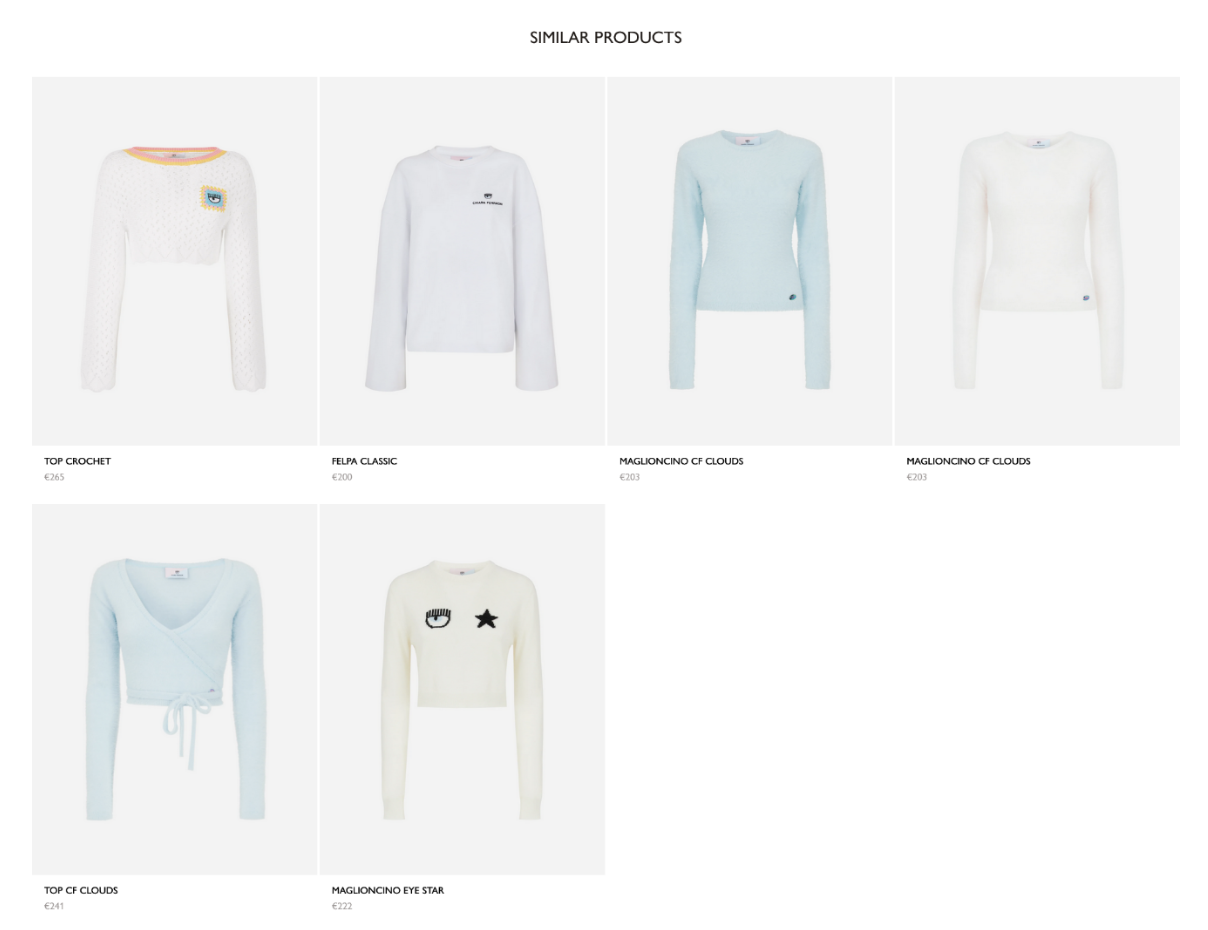 SIMILAR PRODUCTS
TOP CROCHET
€265
FELPA CLASSIC
€200
MAGLIONCINO CF CLOUDS
€203
MAGLIONCINO CF CLOUDS
€203
TOP CF CLOUDS
€241
MAGLIONCINO EYE STAR
€222